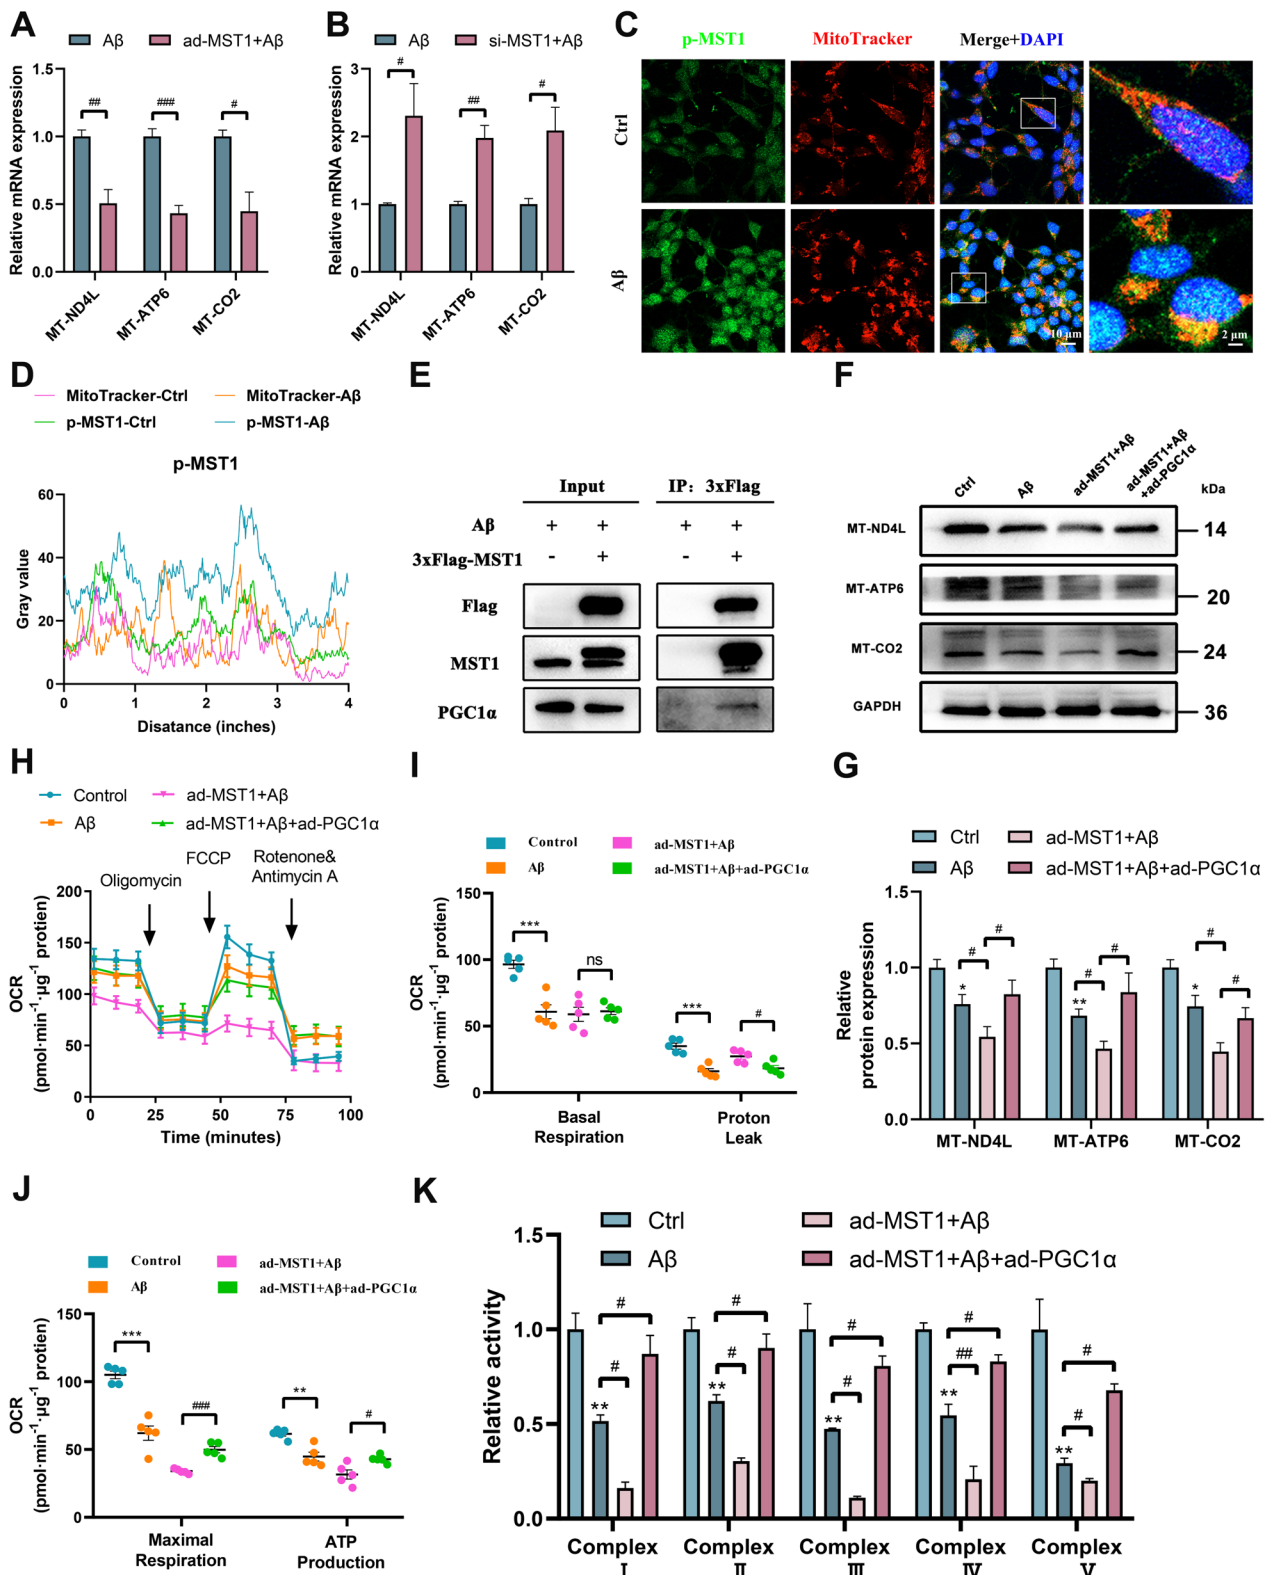 A
Aβ
ad-MST1+Aβ
Relative mRNA expression
1.5
1.0
0.5
0.0
##
###
#
MT-ND4L
MT-ATP6
MT-CO2
B
Aβ
si-MST1+Aβ
Relative mRNA expression
3
2
1
0
#
##
#
MT-ND4L
MT-ATP6
MT-CO2
C
p-MST1
MitoTracker
Merge+DAPI
Ctrl
Aβ
10 μm
2 μm
D
MitoTracker-Ctrl
MitoTracker-Aβ
p-MST1-Ctrl
p-MST1-Aβ
p-MST1
Gray value
60
40
20
0
0 1 2 3 4
Disatance (inches)
E
Input
IP: 3xFlag
Aβ + + + +
3xFlag-MST1 - + - +
Flag
MST1
PGC1α
F
Ctrl
Aβ
ad-MST1+Aβ
ad-MST1+Aβ
+ad-PGC1α
kDa
MT-ND4L 14
MT-ATP6 20
MT-CO2 24
GAPDH 36
H
Control
ad-MST1+Aβ
Aβ
ad-MST1+Aβ+ad-PGC1α
Oligomycin
FCCP
Rotenone&
Antimycin A
OCR
(pmol·min⁻¹·μg⁻¹ protien)
200
150
100
50
0
0 25 50 75 100
Time (minutes)
I
Control
ad-MST1+Aβ
Aβ
ad-MST1+Aβ+ad-PGC1α
OCR
(pmol·min⁻¹·μg⁻¹ protien)
150
100
50
0
***
ns
***
#
Basal
Respiration
Proton
Leak
G
Ctrl
ad-MST1+Aβ
Aβ
ad-MST1+Aβ+ad-PGC1α
Relative
protein expression
1.5
1.0
0.5
0.0
*
#
#
**
#
#
*
#
#
MT-ND4L
MT-ATP6
MT-CO2
J
Control
ad-MST1+Aβ
Aβ
ad-MST1+Aβ+ad-PGC1α
OCR
(pmol·min⁻¹·μg⁻¹ protien)
150
100
50
0
***
###
**
#
Maximal
Respiration
ATP
Production
K
Ctrl
ad-MST1+Aβ
Aβ
ad-MST1+Aβ+ad-PGC1α
Relative activity
1.5
1.0
0.5
0.0
**
#
#
**
#
#
**
#
#
**
##
#
**
#
#
Complex
I
Complex
II
Complex
III
Complex
IV
Complex
V